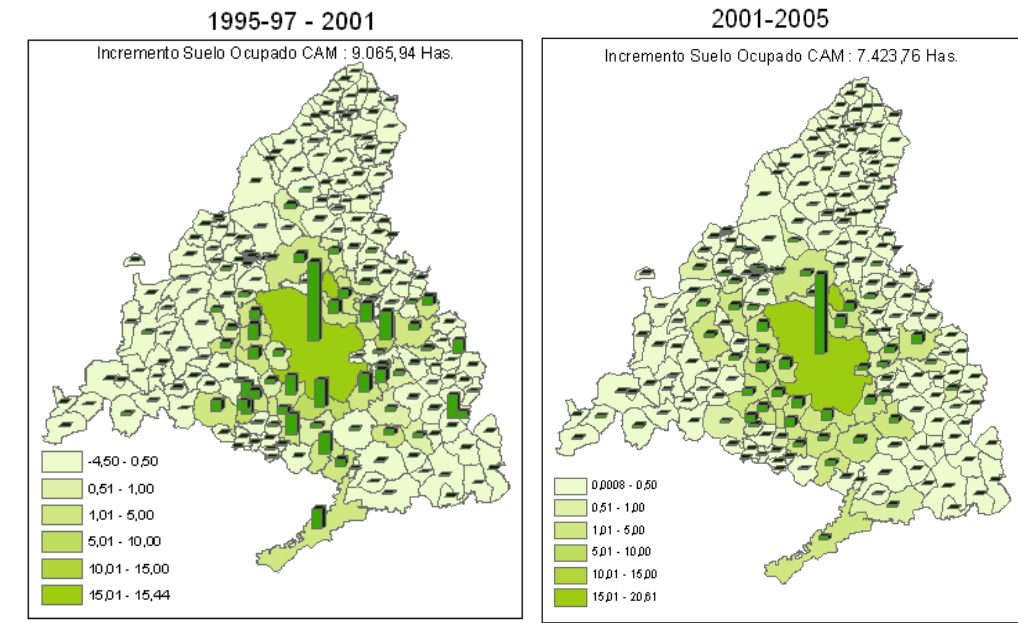 1995-97 - 2001
Incremento Suelo Ocupado CAM : 9.065,94 Has.
-4,50 - 0,50
0,51 - 1,00
1,01 - 5,00
5,01 - 10,00
10,01 - 15,00
15,01 - 15,44
2001-2005
Incremento Suelo Ocupado CAM : 7.423,76 Has.
0,0008 - 0,50
0,51 - 1,00
1,01 - 5,00
5,01 - 10,00
10,01 - 15,00
15,01 - 20,61